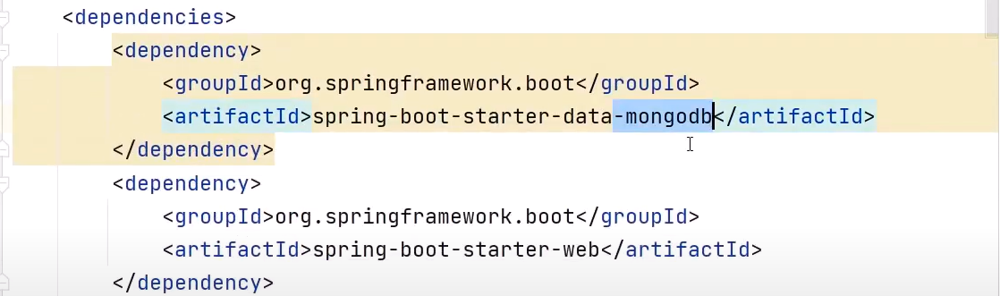 <dependencies>
<dependency>
<groupId>org.springframework.boot</groupId>
<artifactId>spring-boot-starter-data-mongodb</artifactId>
</dependency>
<dependency>
<groupId>org.springframework.boot</groupId>
<artifactId>spring-boot-starter-web</artifactId>
</dependency>